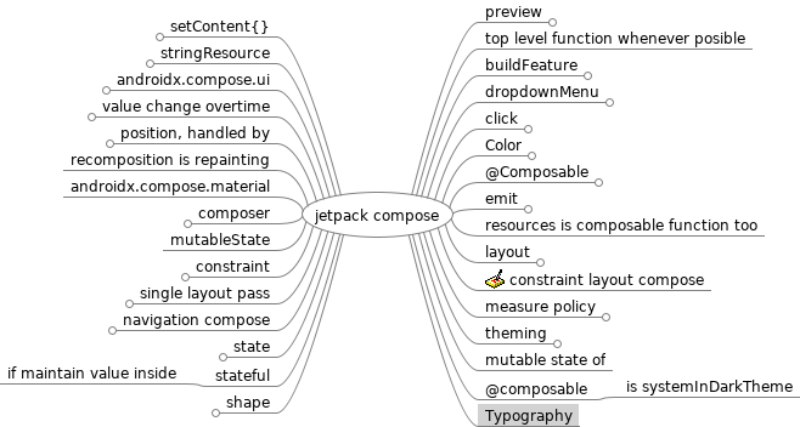 setContent{}
stringResource
androidx.compose.ui
value change overtime
position, handled by
recomposition is repainting
androidx.compose.material
composer
mutableState
constraint
single layout pass
navigation compose
state
if maintain value inside
stateful
shape
jetpack compose
preview
top level function whenever posible
buildFeature
dropdownMenu
click
Color
@Composable
emit
resources is composable function too
layout
constraint layout compose
measure policy
theming
mutable state of
@composable
is systemInDarkTheme
Typography